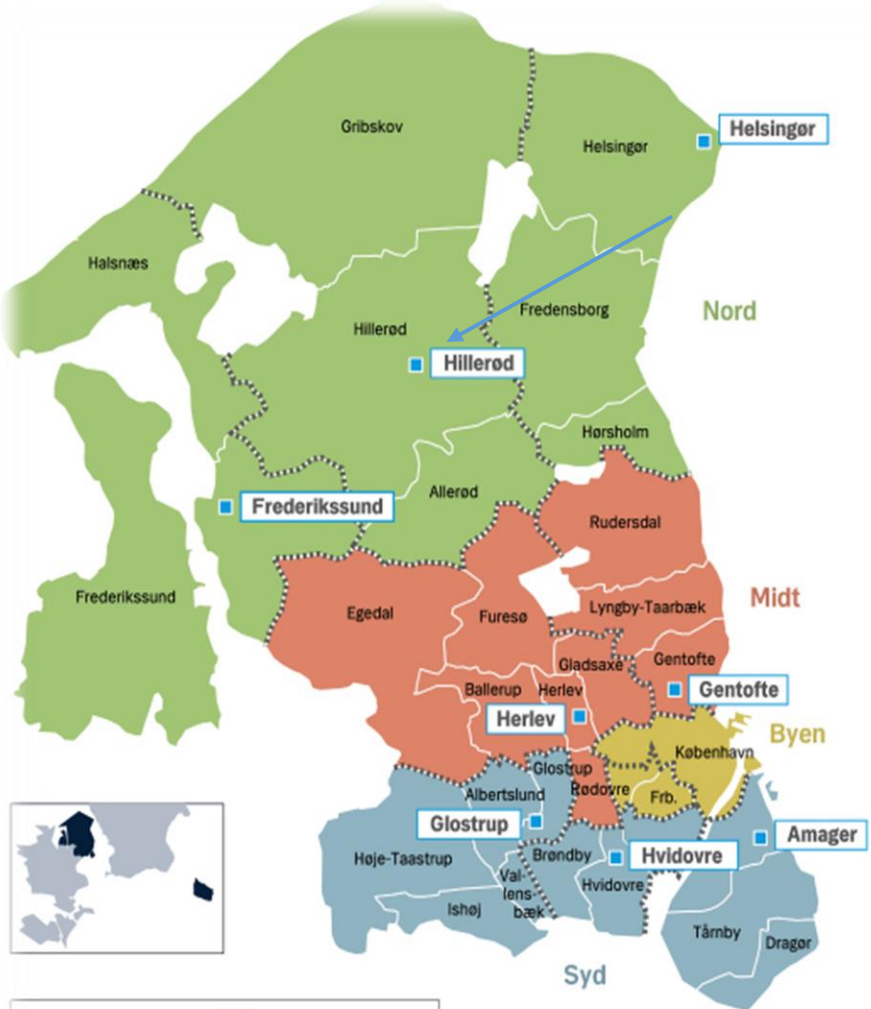 Gribskov
Helsingør
Helsingør
Halsnæs
Nord
Fredensborg
Hillerød
Hillerød
Hørsholm
Allerød
Frederikssund
Rudersdal
Frederikssund
Midt
Egedal
Furesø
Lyngby-Taarbæk
Gladsaxe
Gentofte
Gentofte
Ballerup
Herlev
Herlev
Byen
København
Glostrup
Rødovre
Albertslund
Frb.
Glostrup
Amager
Høje-Taastrup
Brøndby
Hvidovre
Val-
lens-
bæk
Hvidovre
Ishøj
Tårnby
Dragør
Syd